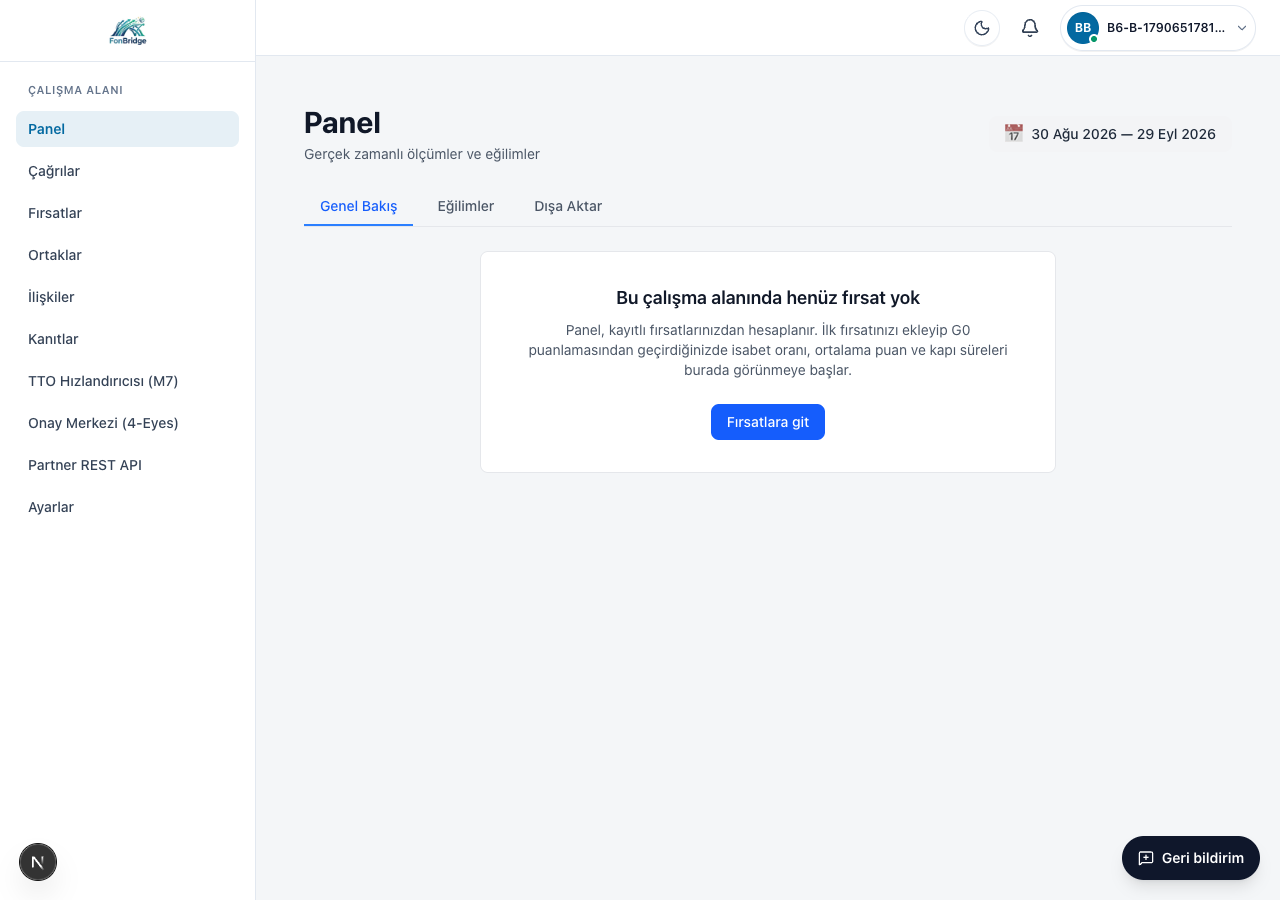 FonBridge
BB
B6-B-1790651781...
ÇALIŞMA ALANI
Panel
Çağrılar
Fırsatlar
Ortaklar
İlişkiler
Kanıtlar
TTO Hızlandırıcısı (M7)
Onay Merkezi (4-Eyes)
Partner REST API
Ayarlar
Panel
Gerçek zamanlı ölçümler ve eğilimler
17
30 Ağu 2026 — 29 Eyl 2026
Genel Bakış
Eğilimler
Dışa Aktar
Bu çalışma alanında henüz fırsat yok
Panel, kayıtlı fırsatlarınızdan hesaplanır. İlk fırsatınızı ekleyip G0
puanlamasından geçirdiğinizde isabet oranı, ortalama puan ve kapı süreleri
burada görünmeye başlar.
Fırsatlara git
N
Geri bildirim